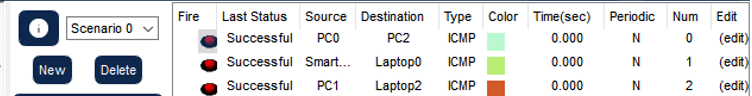 Fire Last Status Source Destination Type Color Time(sec) Periodic Num Edit
Scenario 0
New Delete
Successful PC0 PC2 ICMP 0.000 N 0 (edit)
Successful Smart... Laptop0 ICMP 0.000 N 1 (edit)
Successful PC1 Laptop2 ICMP 0.000 N 2 (edit)